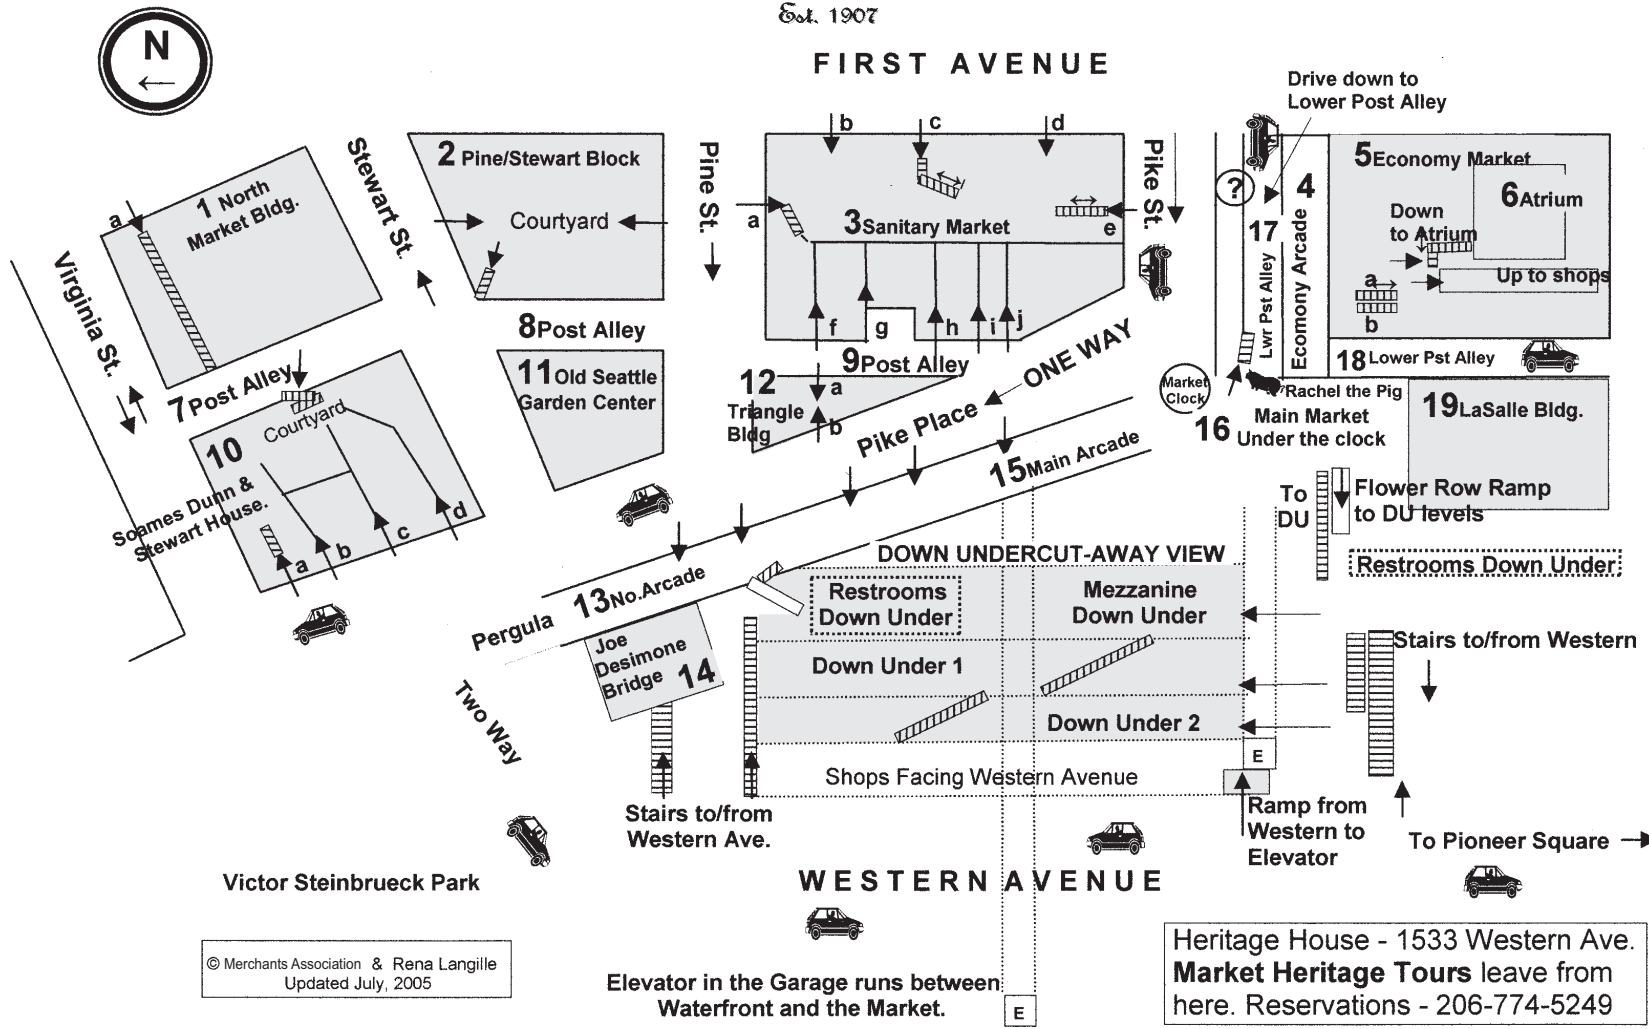 Est. 1907
N
FIRST AVENUE
Drive down to
Lower Post Alley
1 North
Market Bldg.
a
Virginia St.
Stewart St.
2 Pine/Stewart Block
Courtyard
Pine St.
b
c
d
a
3 Sanitary Market
e
f
g
h
i
j
Pike St.
?
17
Lwr Pst Alley
4
Ecomony Arcade
5 Economy Market
6 Atrium
Down
to Atrium
Up to shops
a
b
7 Post Alley
8 Post Alley
9 Post Alley
ONE WAY
Pike Place
18 Lower Pst Alley
10
Courtyard
Soames Dunn &
Stewart House.
a
b
c
d
11 Old Seattle
Garden Center
12
Triangle
Bldg
a
b
Market
Clock
Rachel the Pig
16 Main Market
Under the clock
19 LaSalle Bldg.
15 Main Arcade
To
DU
Flower Row Ramp
to DU levels
Restrooms Down Under
Pergula
13 No. Arcade
Joe
Desimone
Bridge 14
DOWN UNDERCUT-AWAY VIEW
Restrooms
Down Under
Mezzanine
Down Under
Down Under 1
Down Under 2
Shops Facing Western Avenue
E
Stairs to/from Western
Two Way
Stairs to/from
Western Ave.
Ramp from
Western to
Elevator
To Pioneer Square
Victor Steinbrueck Park
WESTERN AVENUE
© Merchants Association & Rena Langille
Updated July, 2005
Elevator in the Garage runs between
Waterfront and the Market.
E
Heritage House - 1533 Western Ave.
Market Heritage Tours leave from
here. Reservations - 206-774-5249